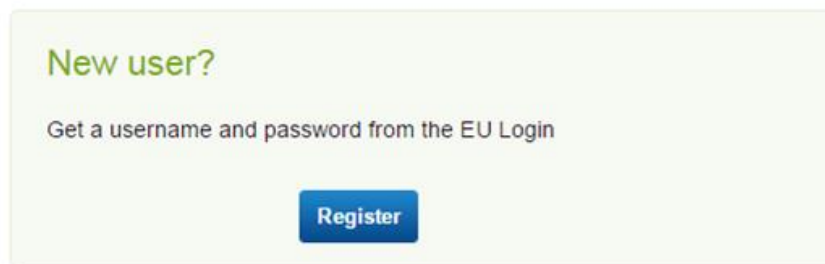 New user?
Get a username and password from the EU Login
Register